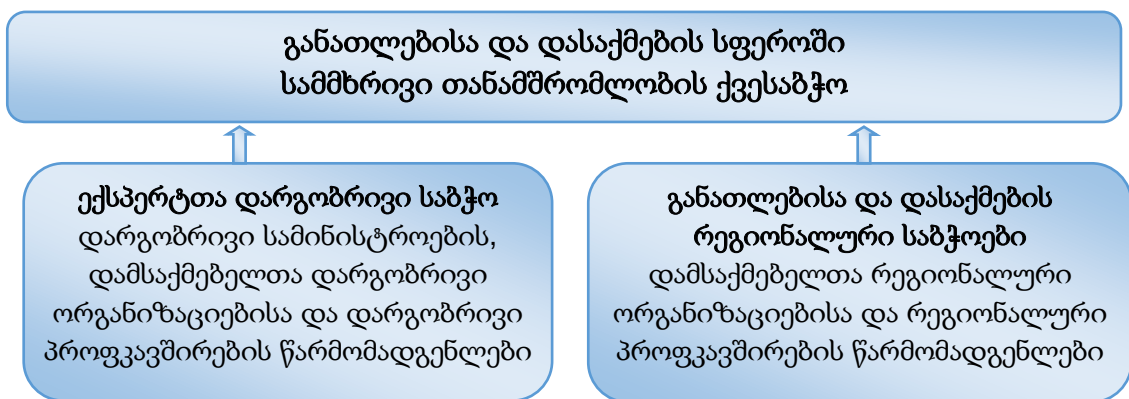 განათლებისა და დასაქმების სფეროში
სამმხრივი თანამშრომლობის ქვესაბჭო
ექსპერტთა დარგობრივი საბჭო
დარგობრივი სამინისტროების,
დამსაქმებელთა დარგობრივი
ორგანიზაციებისა და დარგობრივი
პროფკავშირების წარმომადგენლები
განათლებისა და დასაქმების
რეგიონალური საბჭოები
დამსაქმებელთა რეგიონალური
ორგანიზაციებისა და რეგიონალური
პროფკავშირების წარმომადგენლები